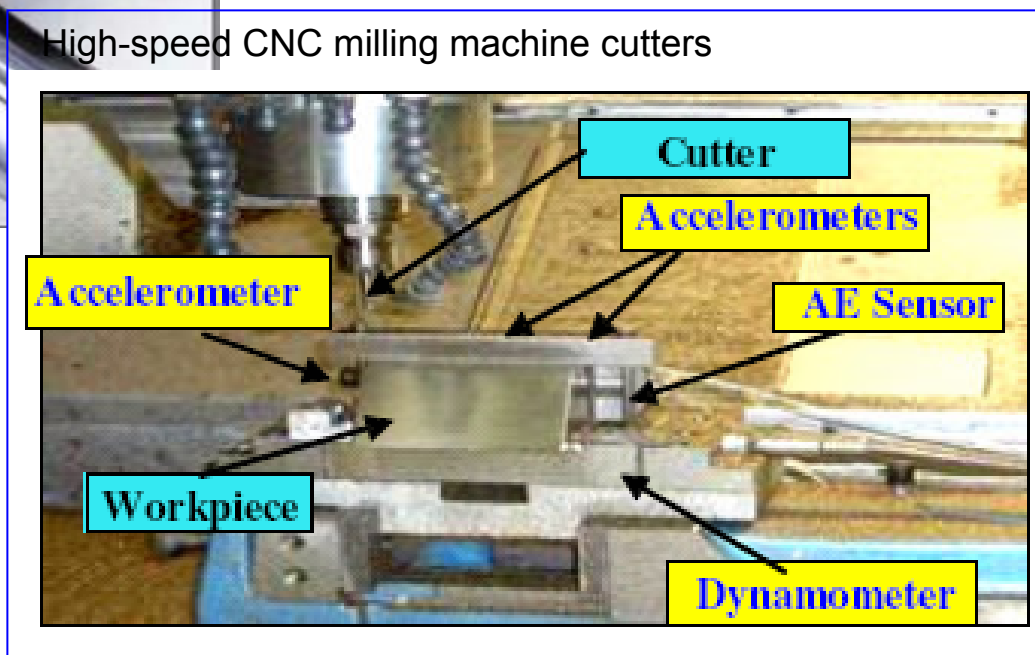 High-speed CNC milling machine cutters
Cutter
Accelerometers
Accelerometer
AE Sensor
Workpiece
Dynamometer